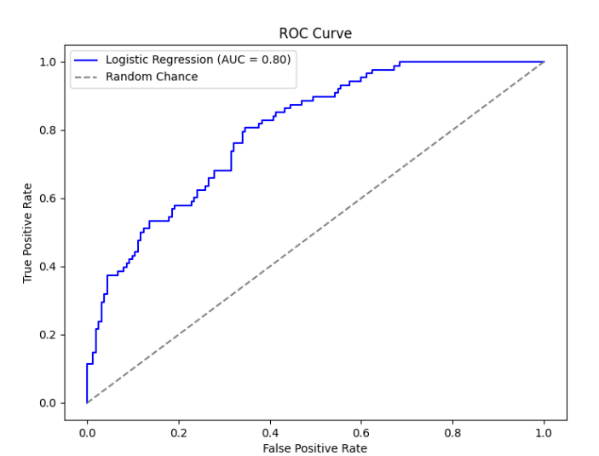 ROC Curve
Logistic Regression (AUC = 0.80)
Random Chance
True Positive Rate
1.0
0.8
0.6
0.4
0.2
0.0
0.0 0.2 0.4 0.6 0.8 1.0
False Positive Rate